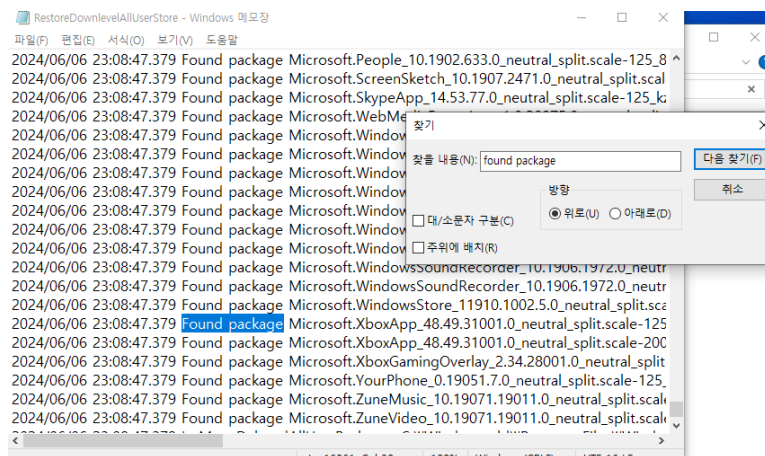 RestoreDownlevelAllUserStore - Windows 메모장
파일(F) 편집(E) 서식(O) 보기(V) 도움말
2024/06/06 23:08:47.379 Found package Microsoft.People_10.1902.633.0_neutral_split.scale-125_8
2024/06/06 23:08:47.379 Found package Microsoft.ScreenSketch_10.1907.2471.0_neutral_split.scal
2024/06/06 23:08:47.379 Found package Microsoft.SkypeApp_14.53.77.0_neutral_split.scale-125_kz
2024/06/06 23:08:47.379 Found package
2024/06/06 23:08:47.379 Found package Microsoft.Window
2024/06/06 23:08:47.379 Found package Microsoft.Window
2024/06/06 23:08:47.379 Found package Microsoft.Window
2024/06/06 23:08:47.379 Found package Microsoft.Window
2024/06/06 23:08:47.379 Found package Microsoft.Window
2024/06/06 23:08:47.379 Found package Microsoft.Window
2024/06/06 23:08:47.379 Found package Microsoft.Window
2024/06/06 23:08:47.379 Found package Microsoft.WindowsSoundRecorder_10.1906.1972.0_neutr
2024/06/06 23:08:47.379 Found package Microsoft.WindowsSoundRecorder_10.1906.1972.0_neutr
2024/06/06 23:08:47.379 Found package Microsoft.WindowsStore_11910.1002.5.0_neutral_split.sca
2024/06/06 23:08:47.379 Found package Microsoft.XboxApp_48.49.31001.0_neutral_split.scale-125
2024/06/06 23:08:47.379 Found package Microsoft.XboxApp_48.49.31001.0_neutral_split.scale-200
2024/06/06 23:08:47.379 Found package Microsoft.XboxGamingOverlay_2.34.28001.0_neutral_split
2024/06/06 23:08:47.379 Found package Microsoft.YourPhone_0.19051.7.0_neutral_split.scale-125_
2024/06/06 23:08:47.379 Found package Microsoft.ZuneMusic_10.19071.19011.0_neutral_split.scale
2024/06/06 23:08:47.379 Found package Microsoft.ZuneVideo_10.19071.19011.0_neutral_split.scale
찾기
찾을 내용(N): found package
다음 찾기(F)
방향
취소
위로(U) 아래로(D)
대/소문자 구분(C)
주위에 배치(R)